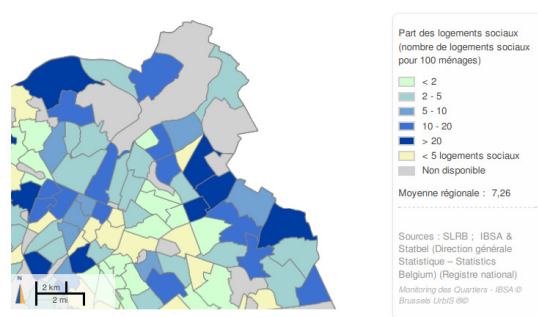 Part des logements sociaux
(nombre de logements sociaux
pour 100 ménages)
< 2
2 - 5
5 - 10
10 - 20
> 20
< 5 logements sociaux
Non disponible
Moyenne régionale : 7,26
Sources : SLRB ; IBSA &
Statbel (Direction générale
Statistique – Statistics
Belgium) (Registre national)
Monitoring des Quartiers - IBSA ©
Brussels UrbIS ®©
N
2 km
2 mi